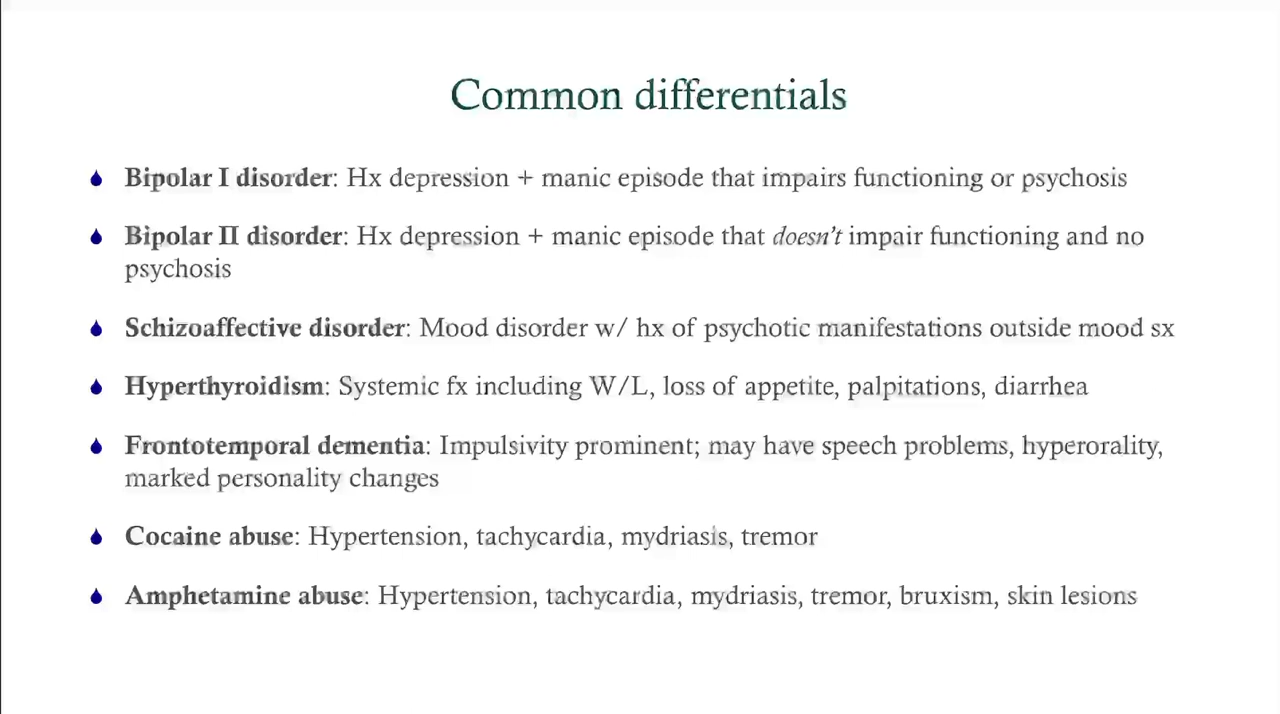 Common differentials
Bipolar I disorder: Hx depression + manic episode that impairs functioning or psychosis
Bipolar II disorder: Hx depression + manic episode that doesn't impair functioning and no
psychosis
Schizoaffective disorder: Mood disorder w/ hx of psychotic manifestations outside mood sx
Hyperthyroidism: Systemic fx including W/L, loss of appetite, palpitations, diarrhea
Frontotemporal dementia: Impulsivity prominent; may have speech problems, hyperorality,
marked personality changes
Cocaine abuse: Hypertension, tachycardia, mydriasis, tremor
Amphetamine abuse: Hypertension, tachycardia, mydriasis, tremor, bruxism, skin lesions